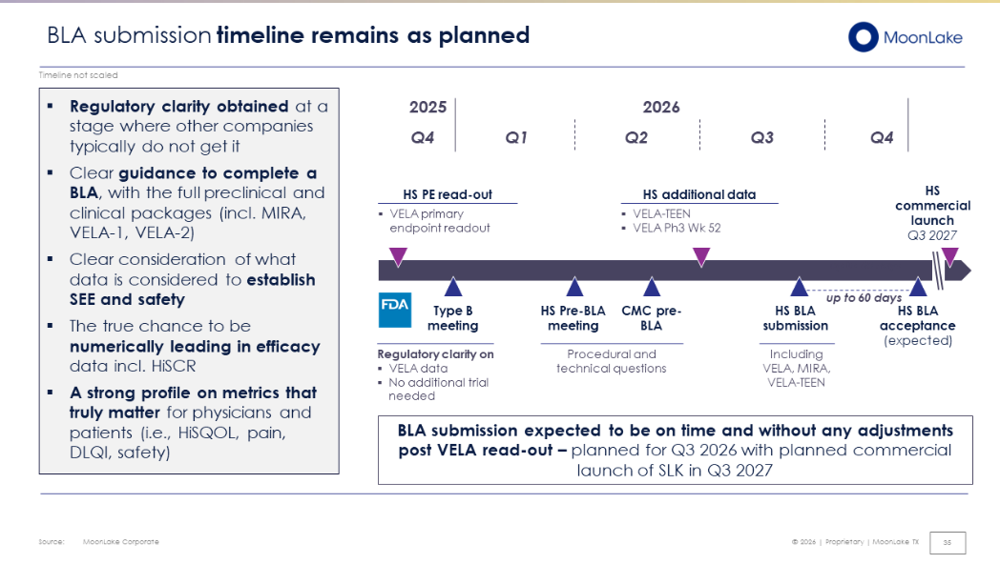 BLA submission timeline remains as planned
MoonLake
Timeline not scaled
▪ Regulatory clarity obtained at a
stage where other companies
typically do not get it
▪ Clear guidance to complete a
BLA, with the full preclinical and
clinical packages (incl. MIRA,
VELA-1, VELA-2)
▪ Clear consideration of what
data is considered to establish
SEE and safety
▪ The true chance to be
numerically leading in efficacy
data incl. HiSCR
▪ A strong profile on metrics that
truly matter for physicians and
patients (i.e., HiSQOL, pain,
DLQI, safety)
2025 2026
Q4 Q1 Q2 Q3 Q4
HS PE read-out
▪ VELA primary
endpoint readout
HS additional data
▪ VELA-TEEN
▪ VELA Ph3 Wk 52
HS
commercial
launch
Q3 2027
FDA
Type B
meeting
HS Pre-BLA
meeting
CMC pre-
BLA
up to 60 days
HS BLA
submission
HS BLA
acceptance
(expected)
Regulatory clarity on
▪ VELA data
▪ No additional trial
needed
Procedural and
technical questions
Including
VELA, MIRA,
VELA-TEEN
BLA submission expected to be on time and without any adjustments
post VELA read-out – planned for Q3 2026 with planned commercial
launch of SLK in Q3 2027
Source: MoonLake Corporate
© 2026 | Proprietary | MoonLake TX
35